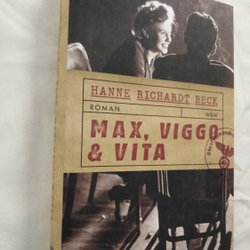 HANNE RICHARDT BECK
ROMAN
W&W
MAX, VIGGO
& VITA